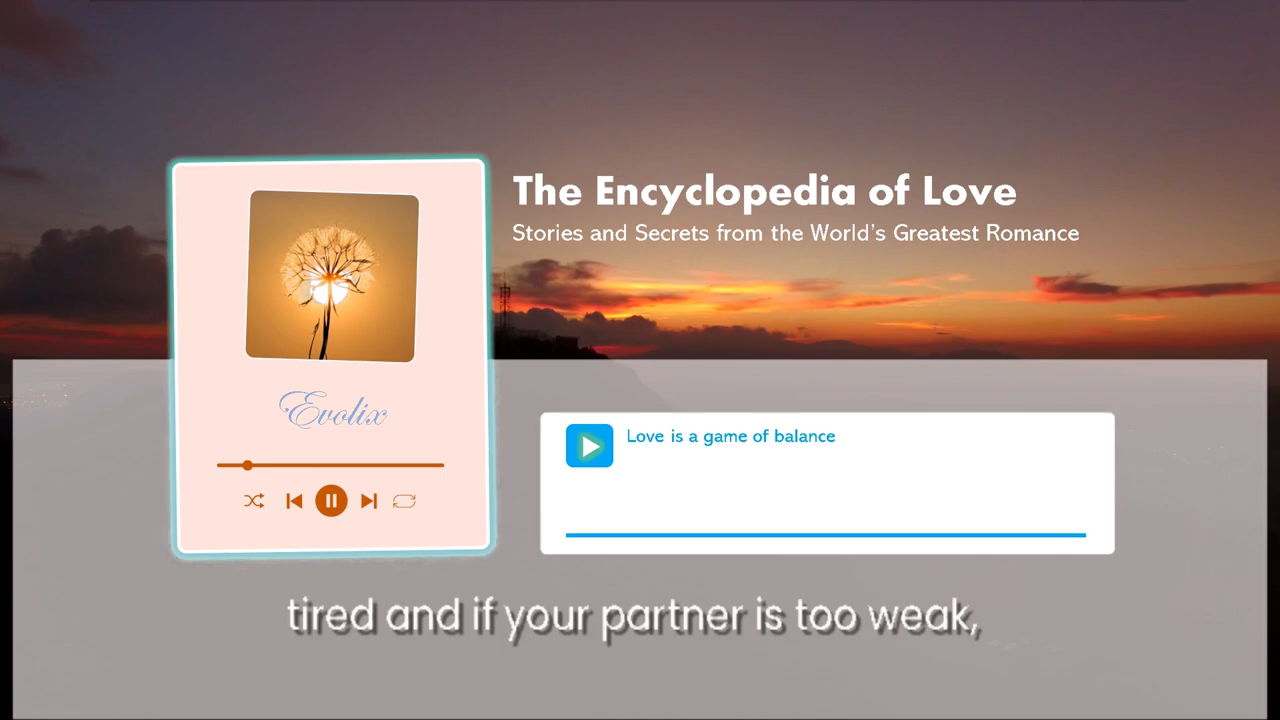 The Encyclopedia of Love
Stories and Secrets from the World's Greatest Romance
Evolix
Love is a game of balance
tired and if your partner is too weak,